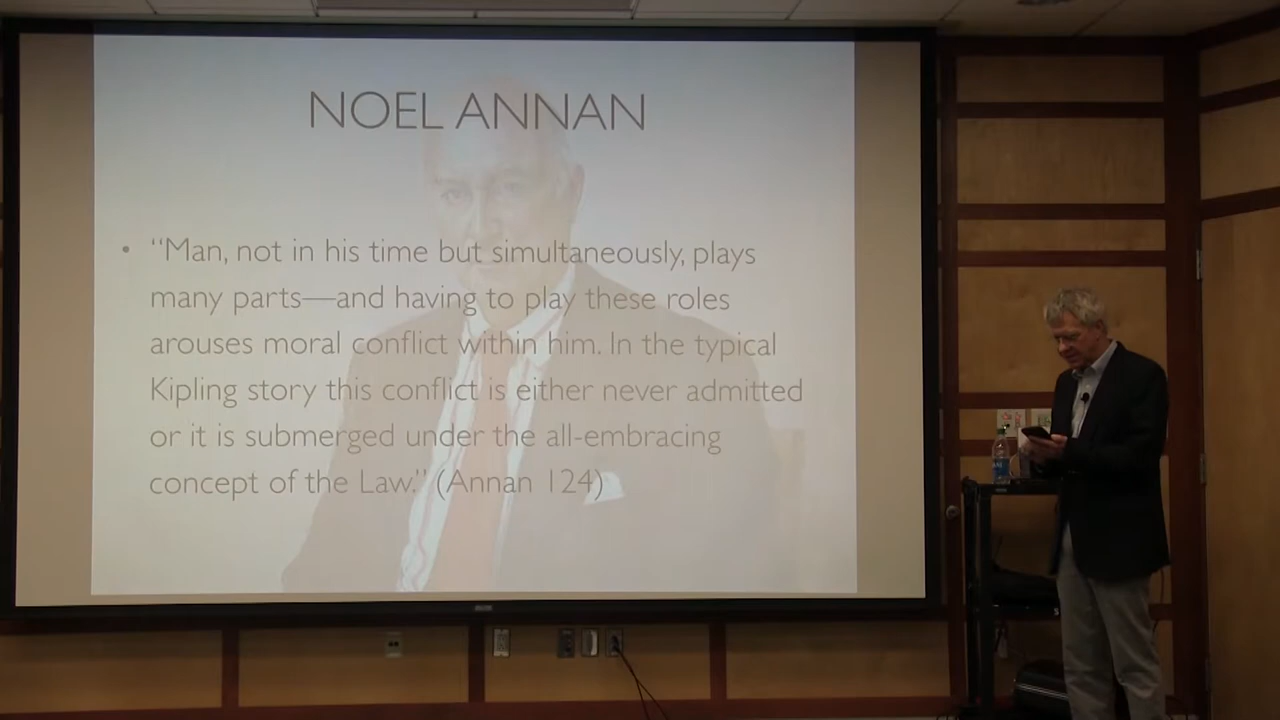 NOEL ANNAN
• “Man, not in his time but simultaneously, plays
many parts—and having to play these roles
arouses moral conflict within him. In the typical
Kipling story this conflict is either never admitted
or it is submerged under the all-embracing
concept of the Law.” (Annan 124)